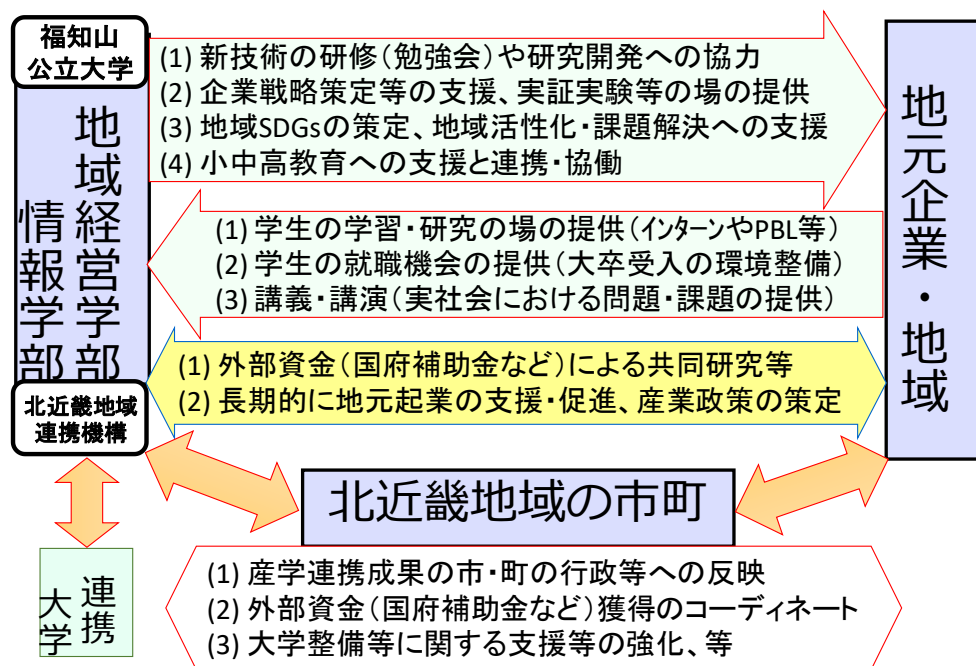 福知山
公立大学
地域経営学部
情報学部
北近畿地域
連携機構
(1) 新技術の研修（勉強会）や研究開発への協力
(2) 企業戦略策定等の支援、実証実験等の場の提供
(3) 地域SDGsの策定、地域活性化・課題解決への支援
(4) 小中高教育への支援と連携・協働
(1) 学生の学習・研究の場の提供（インターンやPBL等）
(2) 学生の就職機会の提供（大卒受入の環境整備）
(3) 講義・講演（実社会における問題・課題の提供）
(1) 外部資金（国府補助金など）による共同研究等
(2) 長期的に地元起業の支援・促進、産業政策の策定
地元企業・地域
北近畿地域の市町
連携
大学
(1) 産学連携成果の市・町の行政等への反映
(2) 外部資金（国府補助金など）獲得のコーディネート
(3) 大学整備等に関する支援等の強化、等